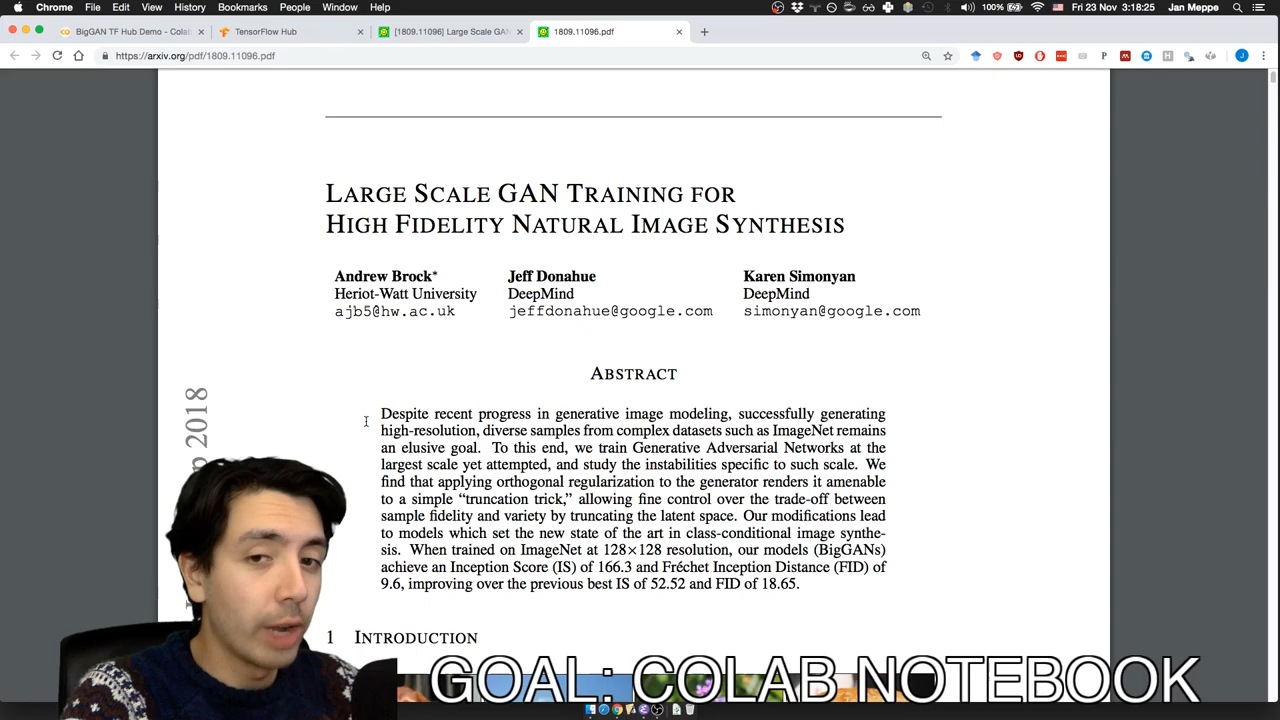 Chrome File Edit View History Bookmarks People Window Help 100% Fri 23 Nov 3:18:25 Jan Meppe
BigGAN TF Hub Demo - Colab TensorFlow Hub [1809.11096] Large Scale GAN 1809.11096.pdf
https://arxiv.org/pdf/1809.11096.pdf
LARGE SCALE GAN TRAINING FOR
HIGH FIDELITY NATURAL IMAGE SYNTHESIS
Andrew Brock* Jeff Donahue Karen Simonyan
Heriot-Watt University DeepMind DeepMind
ajb5@hw.ac.uk jeffdonahue@google.com simonyan@google.com
ABSTRACT
Despite recent progress in generative image modeling, successfully generating
high-resolution, diverse samples from complex datasets such as ImageNet remains
an elusive goal. To this end, we train Generative Adversarial Networks at the
largest scale yet attempted, and study the instabilities specific to such scale. We
find that applying orthogonal regularization to the generator renders it amenable
to a simple “truncation trick,” allowing fine control over the trade-off between
sample fidelity and variety by truncating the latent space. Our modifications lead
to models which set the new state of the art in class-conditional image synthe-
sis. When trained on ImageNet at 128×128 resolution, our models (BigGANs)
achieve an Inception Score (IS) of 166.3 and Fréchet Inception Distance (FID) of
9.6, improving over the previous best IS of 52.52 and FID of 18.65.
2018
1 INTRODUCTION
GOAL: COLAB NOTEBOOK